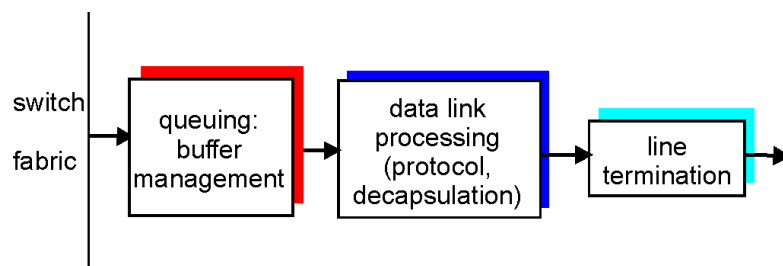 switch
fabric
queuing:
buffer
management
data link
processing
(protocol,
decapsulation)
line
termination